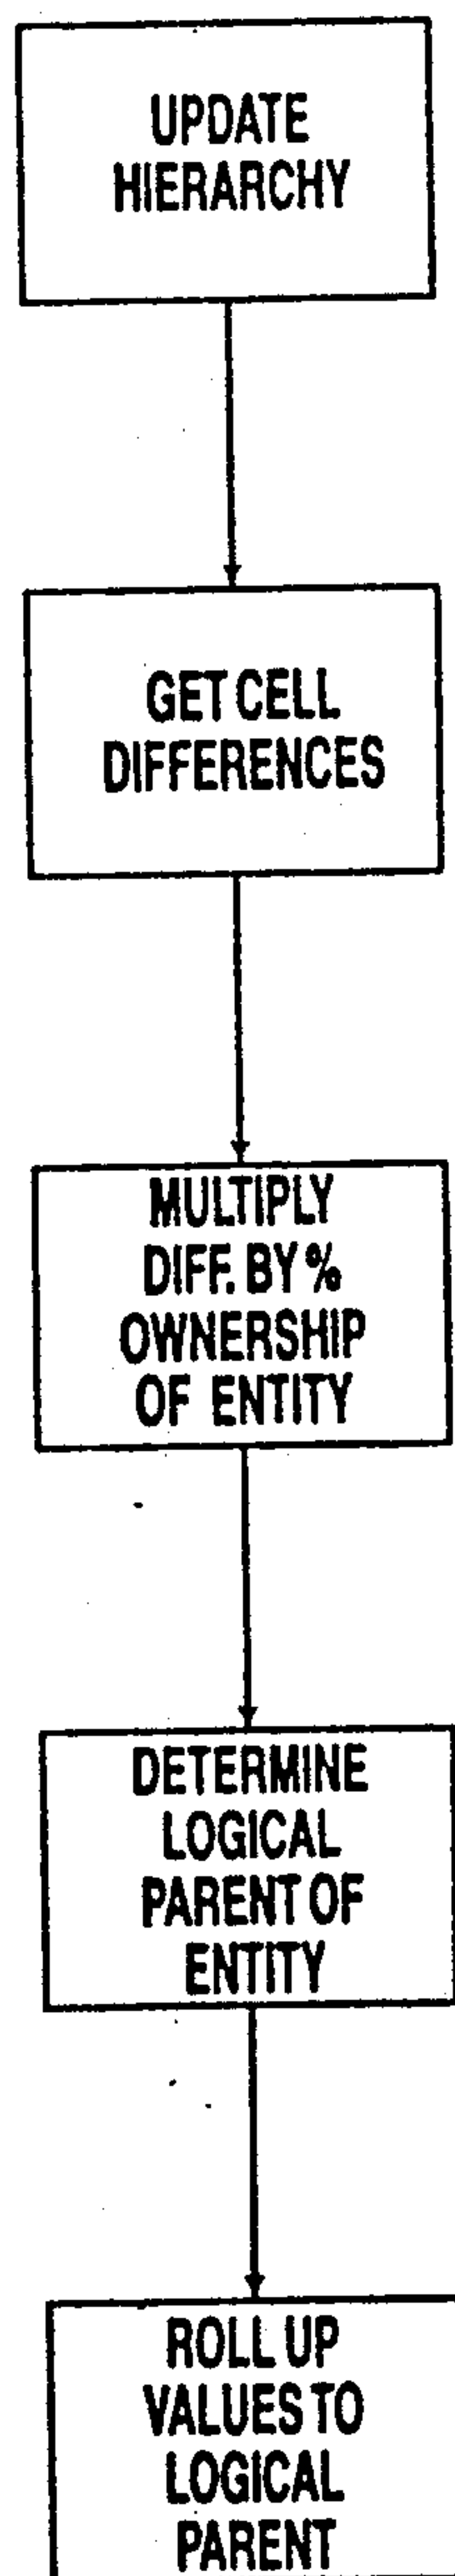 UPDATE
HIERARCHY
GET CELL
DIFFERENCES
MULTIPLY
DIFF. BY %
OWNERSHIP
OF ENTITY
DETERMINE
LOGICAL
PARENT OF
ENTITY
ROLL UP
VALUES TO
LOGICAL
PARENT